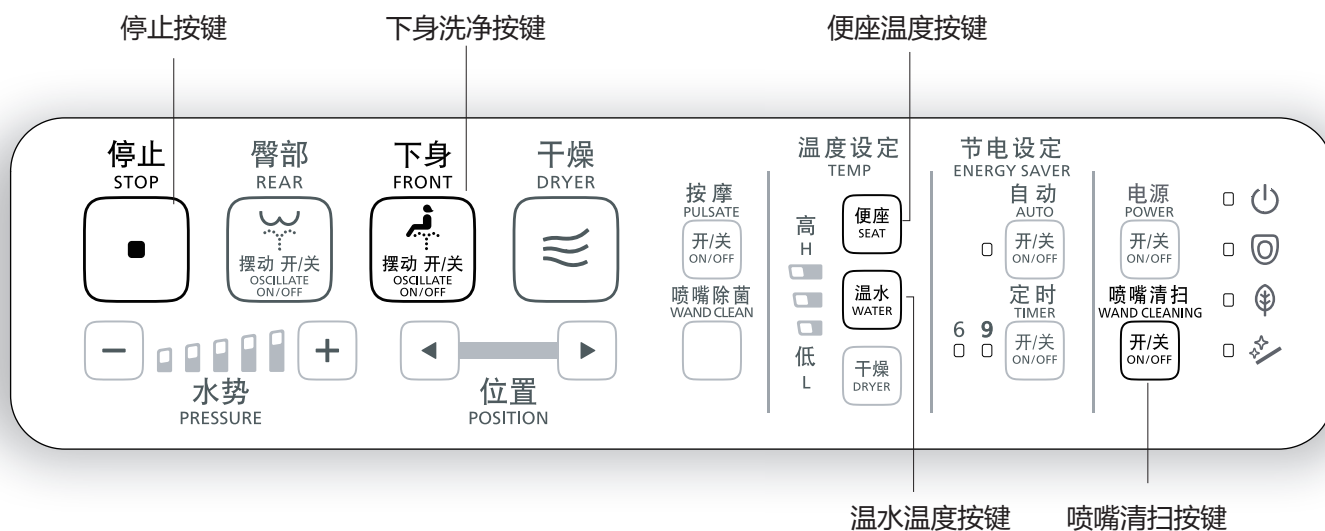 停止按键
下身洗净按键
便座温度按键
停止
STOP
臀部
REAR
摆动 开/关
OSCILLATE
ON/OFF
下身
FRONT
摆动 开/关
OSCILLATE
ON/OFF
干燥
DRYER
水势
PRESSURE
位置
POSITION
按摩
PULSATE
开/关
ON/OFF
喷嘴除菌
WAND CLEAN
温度设定
TEMP
高
H
低
L
便座
SEAT
温水
WATER
干燥
DRYER
节电设定
ENERGY SAVER
自动
AUTO
开/关
ON/OFF
定时
TIMER
6 9
开/关
ON/OFF
电源
POWER
开/关
ON/OFF
喷嘴清扫
WAND CLEANING
开/关
ON/OFF
温水温度按键
喷嘴清扫按键